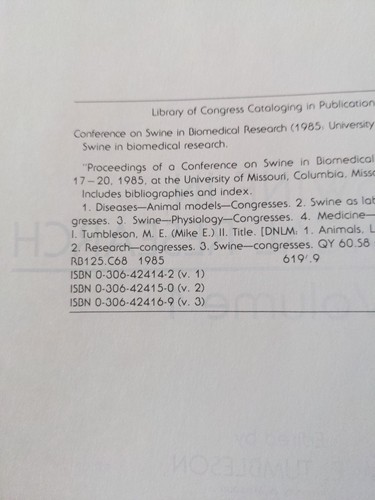 Library of Congress Cataloging in Publication
Conference on Swine in Biomedical Research (1985: University
Swine in biomedical research.
"Proceedings of a Conference on Swine in Biomedical
17–20, 1985, at the University of Missouri, Columbia, Misso
Includes bibliographies and index.
1. Diseases—Animal models—Congresses. 2. Swine as lab
gresses. 3. Swine—Physiology—Congresses. 4. Medicine—
I. Tumbleson, M. E. (Mike E.) II. Title. [DNLM: 1. Animals, L
2. Research—congresses. 3. Swine—congresses. QY 60.S8
RB125.C68 1985 619'.9
ISBN 0-306-42414-2 (v. 1)
ISBN 0-306-42415-0 (v. 2)
ISBN 0-306-42416-9 (v. 3)
Edited by
TUMBLESON